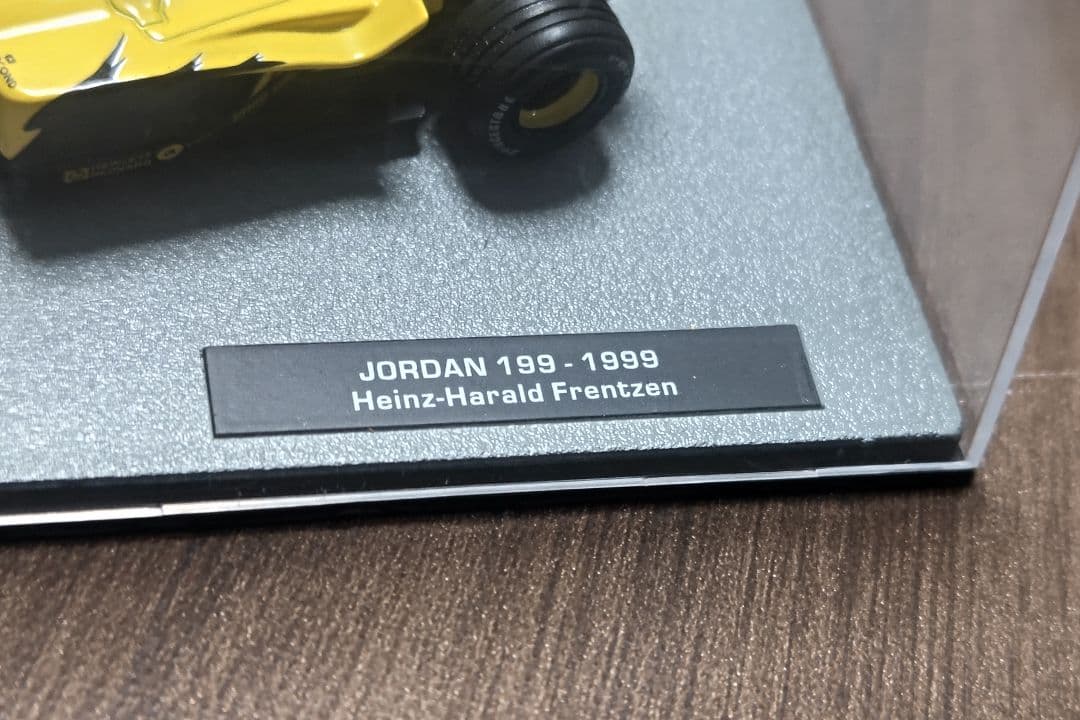 JORDAN 199 - 1999
Heinz-Harald Frentzen